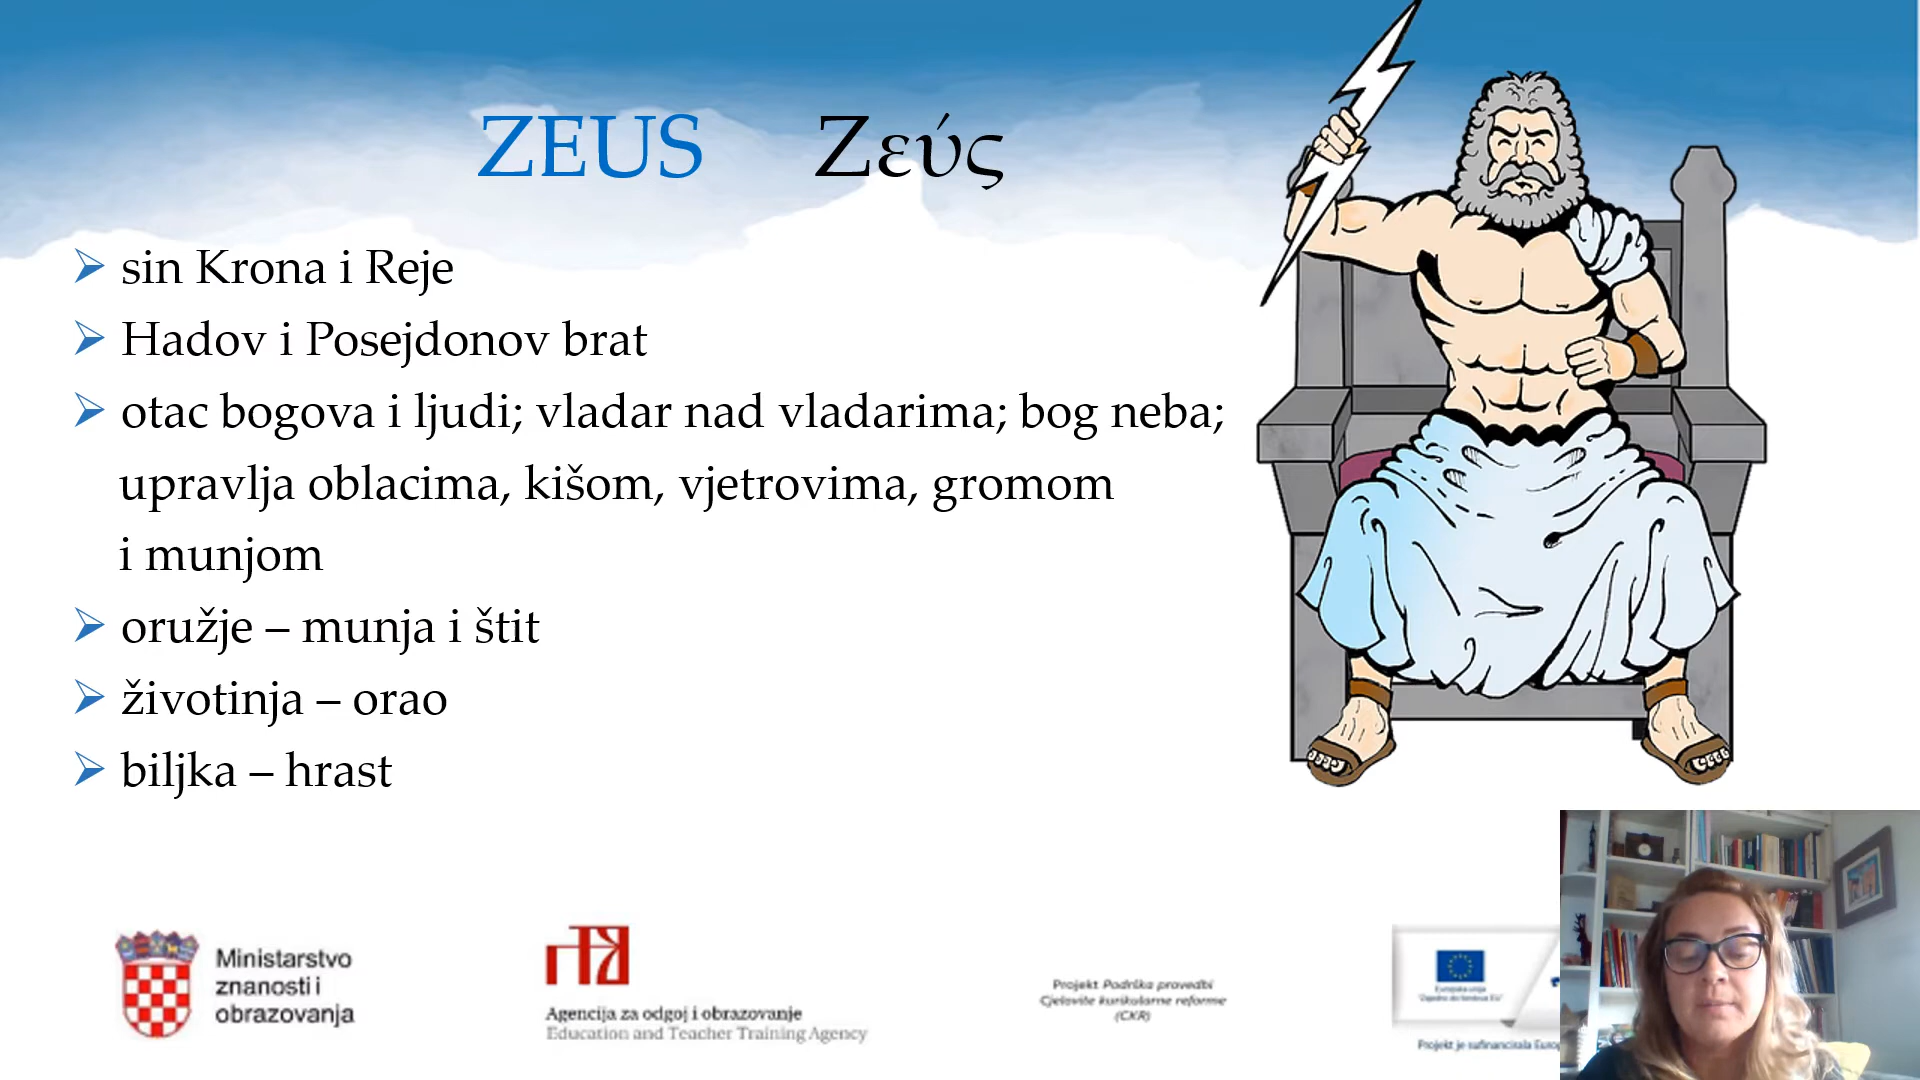 ZEUS Ζεύς
sin Krona i Reje
Hadov i Posejdonov brat
otac bogova i ljudi; vladar nad vladarima; bog neba;
upravlja oblacima, kišom, vjetrovima, gromom
i munjom
oružje – munja i štit
životinja – orao
biljka – hrast
Ministarstvo
znanosti i
obrazovanja
Agencija za odgoj i obrazovanje
Education and Teacher Training Agency
Projekt Podrška provedbi
Cjelovite kurikularne reforme
(CKR)
Europska unija
"Zajedno do fondova EU"
Projekt je sufinancirala Euro